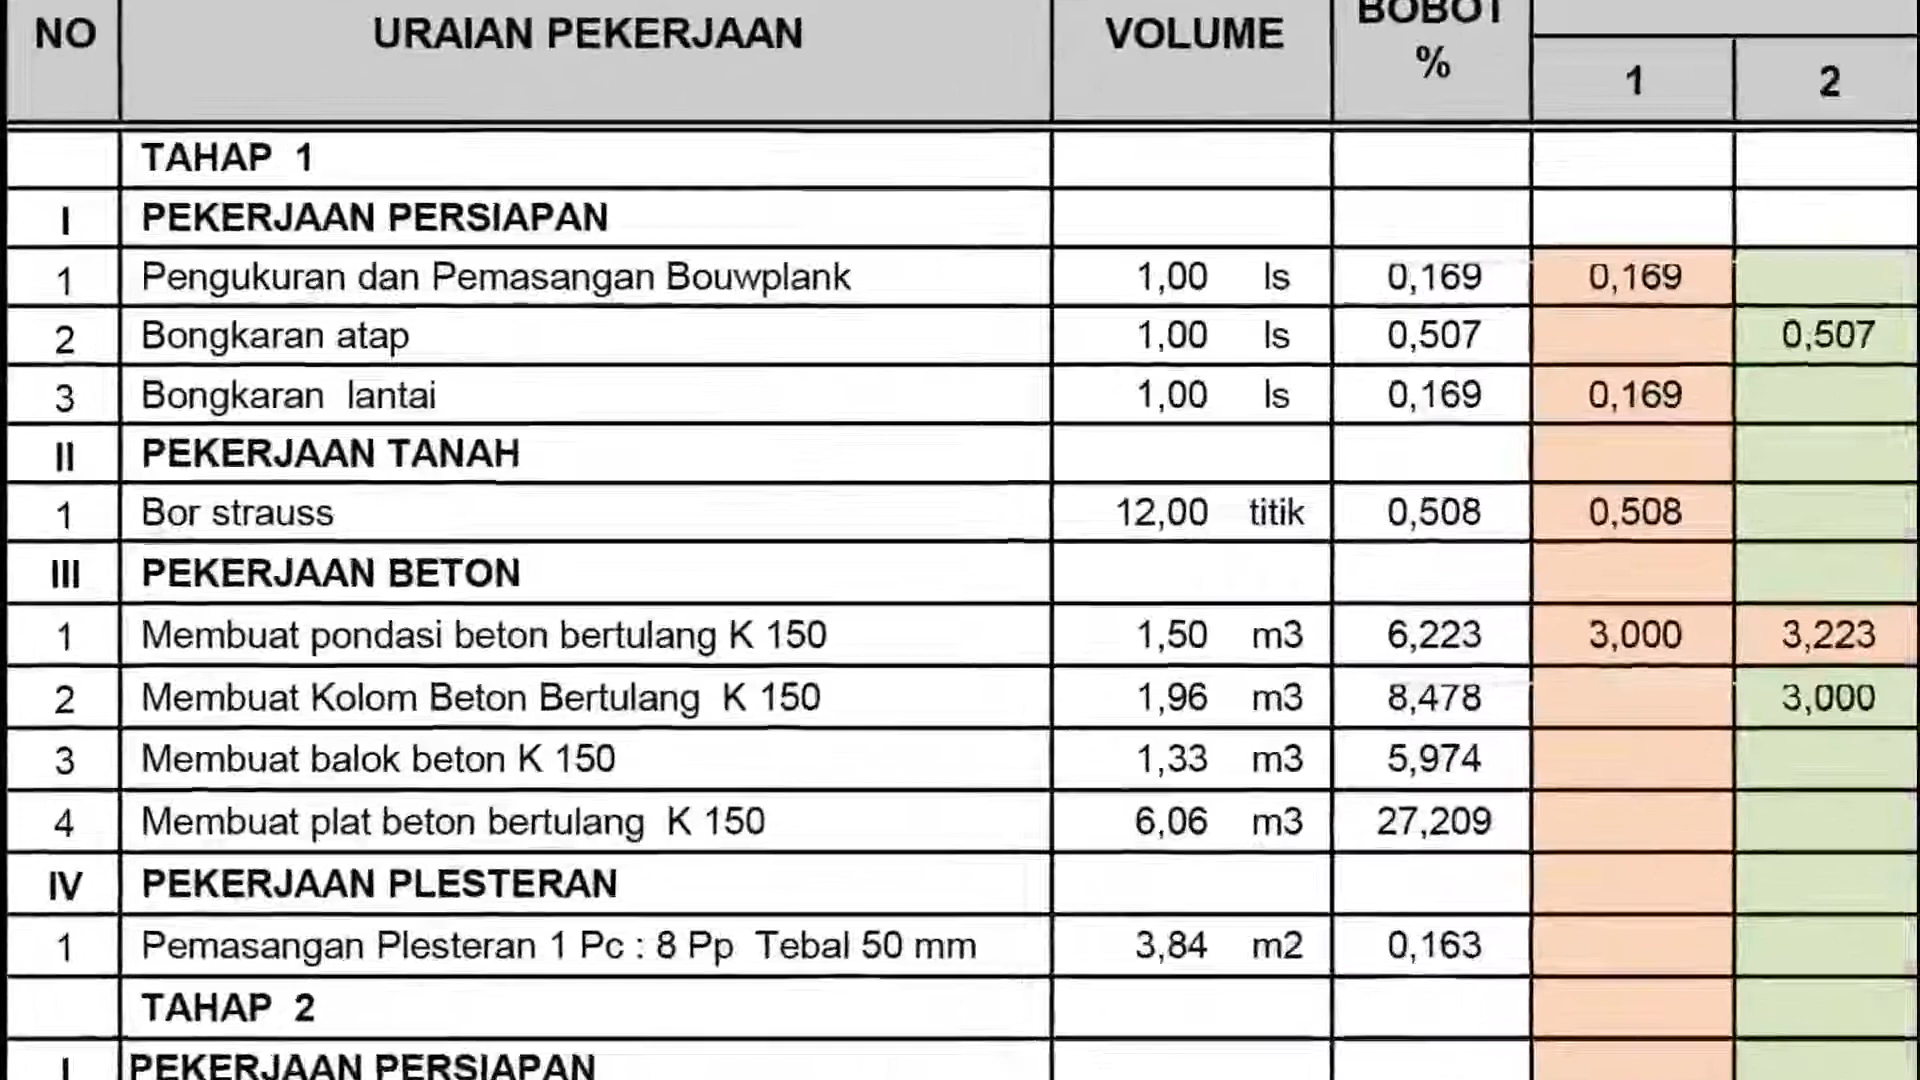 NO URAIAN PEKERJAAN VOLUME BOBOT %
1 2
TAHAP 1
I PEKERJAAN PERSIAPAN
1 Pengukuran dan Pemasangan Bouwplank 1,00 ls 0,169 0,169
2 Bongkaran atap 1,00 ls 0,507 0,507
3 Bongkaran lantai 1,00 ls 0,169 0,169
II PEKERJAAN TANAH
1 Bor strauss 12,00 titik 0,508 0,508
III PEKERJAAN BETON
1 Membuat pondasi beton bertulang K 150 1,50 m3 6,223 3,000 3,223
2 Membuat Kolom Beton Bertulang K 150 1,96 m3 8,478 3,000
3 Membuat balok beton K 150 1,33 m3 5,974
4 Membuat plat beton bertulang K 150 6,06 m3 27,209
IV PEKERJAAN PLESTERAN
1 Pemasangan Plesteran 1 Pc : 8 Pp Tebal 50 mm 3,84 m2 0,163
TAHAP 2
I PEKERJAAN PERSIAPAN